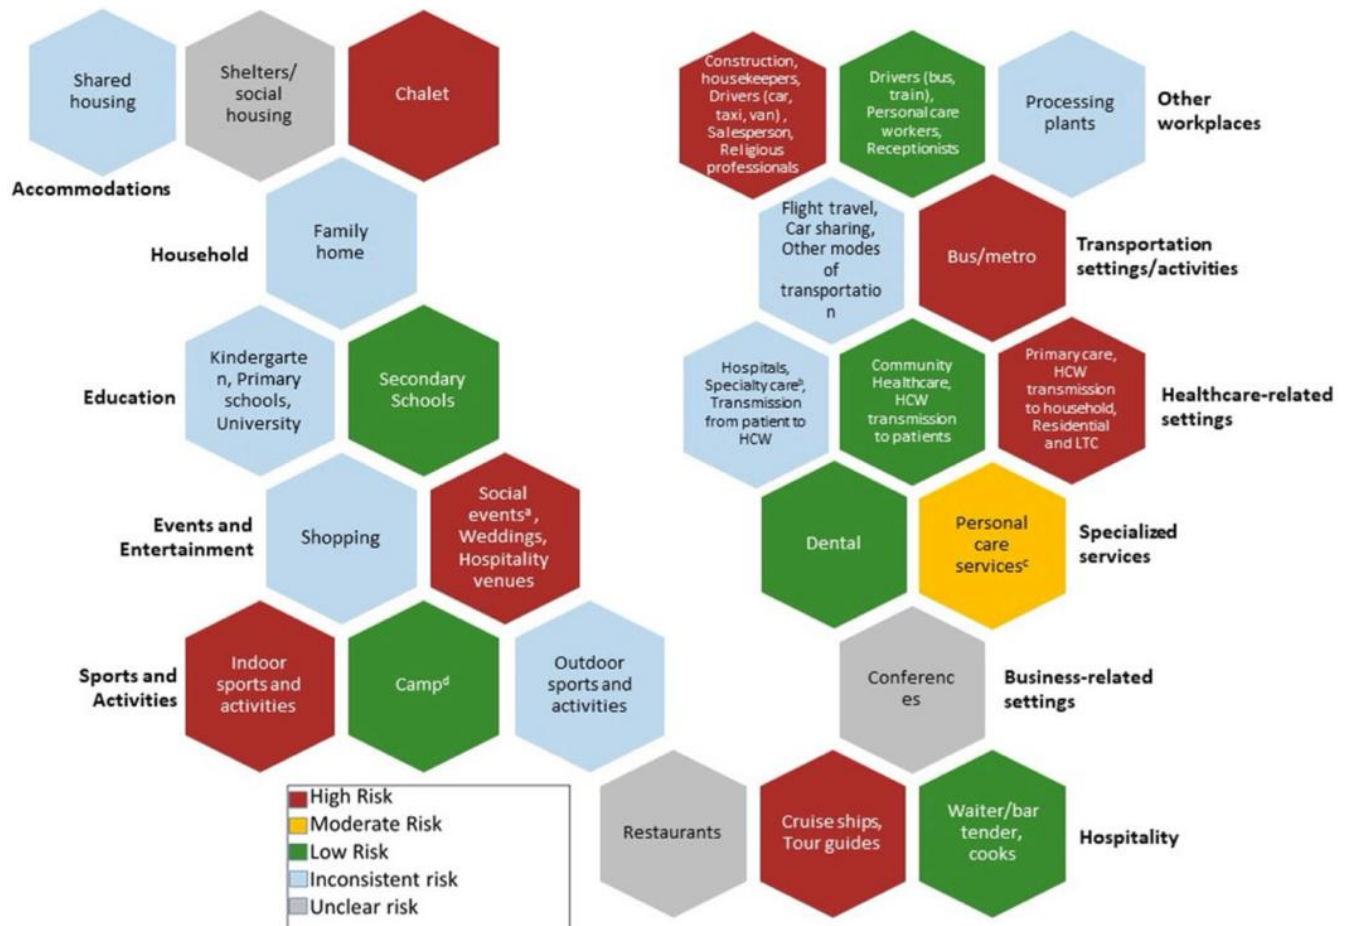 Shared
housing
Shelters/
social
housing
Chalet
Accommodations
Family
home
Household
Kindergarte
n, Primary
schools,
University
Secondary
Schools
Education
Shopping
Social
eventsᵃ ,
Weddings,
Hospitality
venues
Events and
Entertainment
Indoor
sports and
activities
Campᵈ
Outdoor
sports and
activities
Sports and
Activities
High Risk
Moderate Risk
Low Risk
Inconsistent risk
Unclear risk
Construction,
housekeepers,
Drivers (car,
taxi, van) ,
Salesperson,
Religious
professionals
Drivers (bus,
train),
Personal care
workers,
Receptionists
Processing
plants
Other
workplaces
Flight travel,
Car sharing,
Other modes
of
transportatio
n
Bus/metro
Transportation
settings/activities
Hospitals,
Specialty careᵇ,
Transmission
from patient to
HCW
Community
Healthcare,
HCW
transmission
to patients
Primary care,
HCW
transmission
to household,
Residential
and LTC
Healthcare-related
settings
Dental
Personal
care
servicesᶜ
Specialized
services
Conferenc
es
Business-related
settings
Restaurants
Cruise ships,
Tour guides
Waiter/bar
tender,
cooks
Hospitality